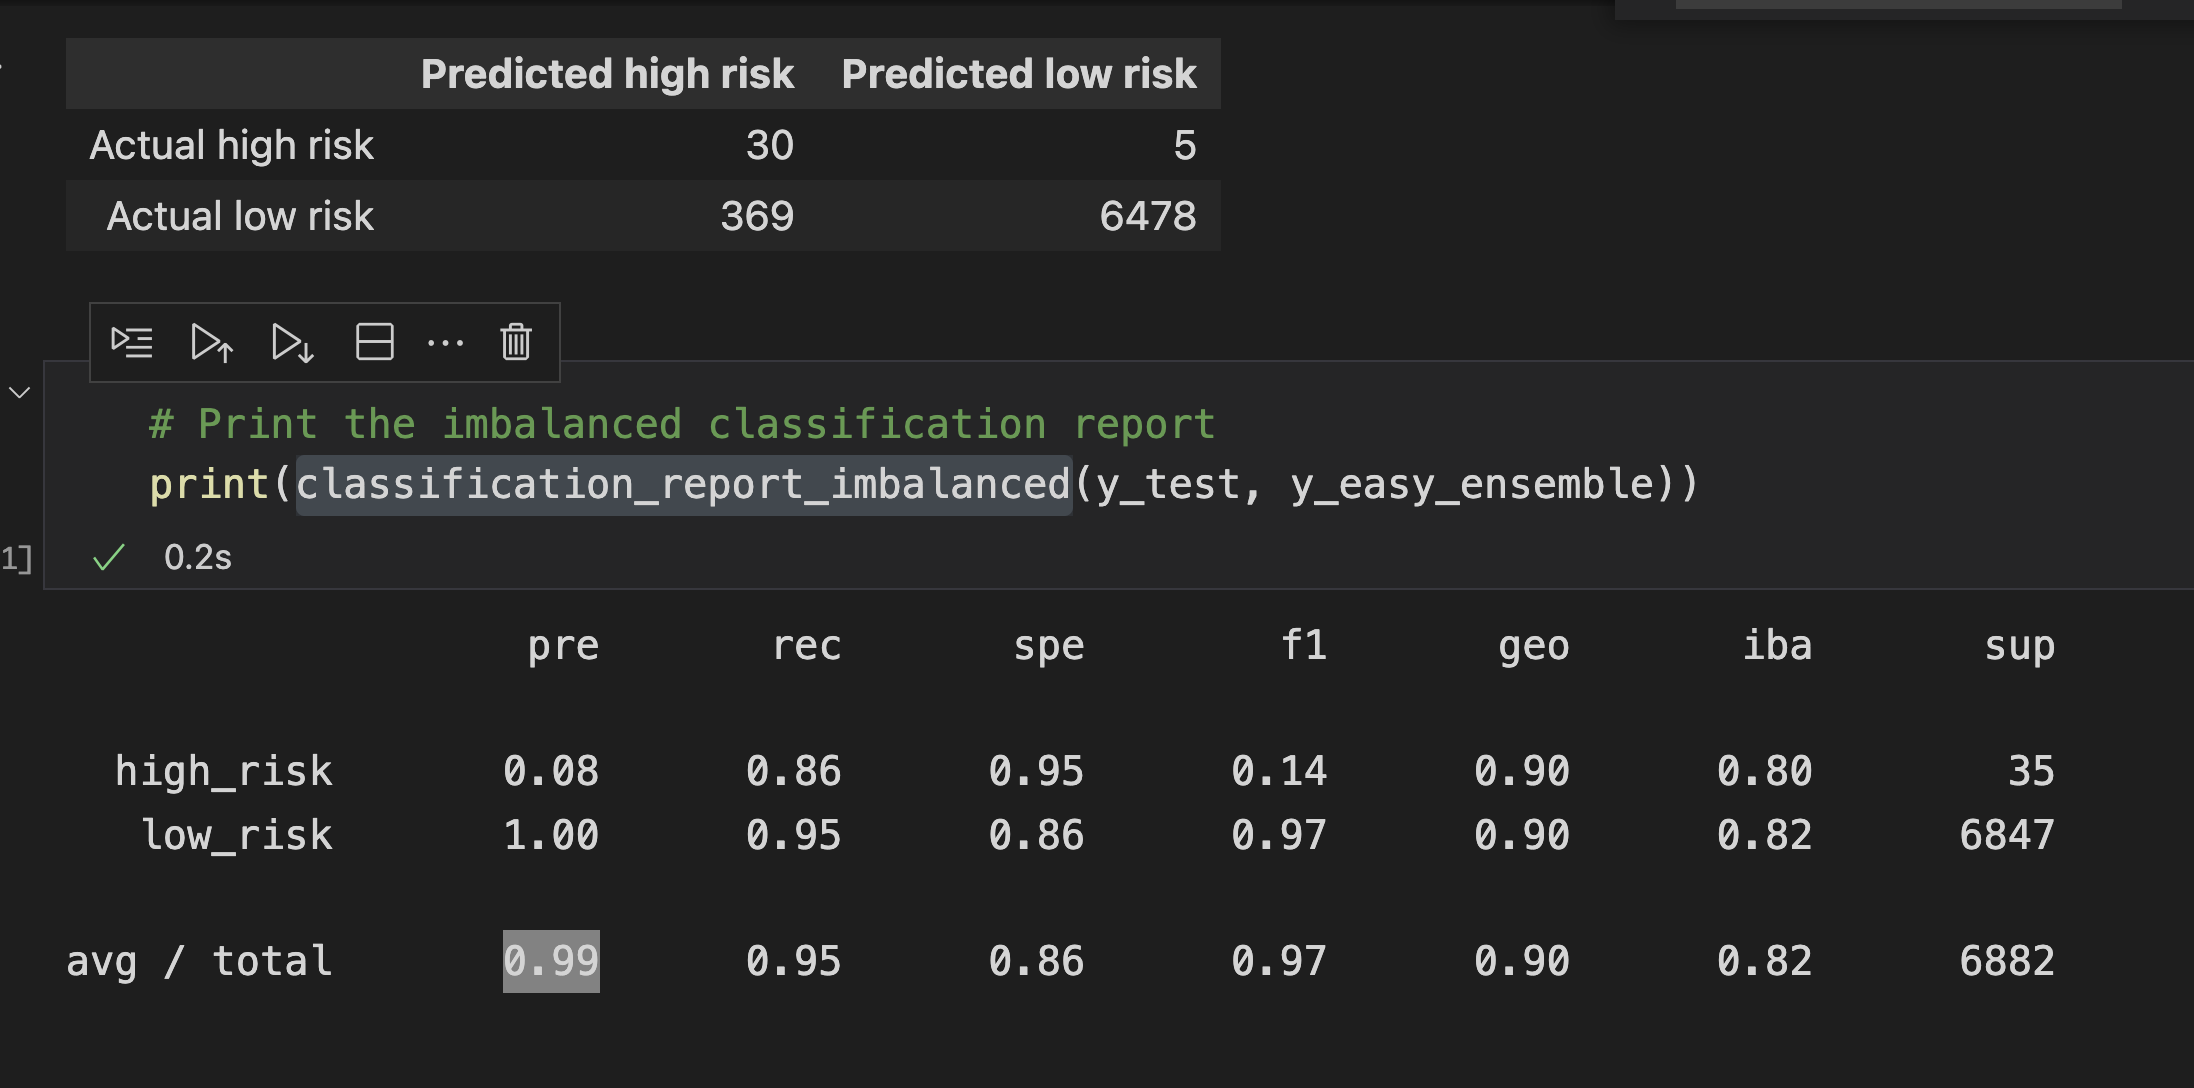 Predicted high risk Predicted low risk
Actual high risk 30 5
Actual low risk 369 6478
# Print the imbalanced classification report
print(classification_report_imbalanced(y_test, y_easy_ensemble))
1] 0.2s
pre rec spe f1 geo iba sup
high_risk 0.08 0.86 0.95 0.14 0.90 0.80 35
low_risk 1.00 0.95 0.86 0.97 0.90 0.82 6847
avg / total 0.99 0.95 0.86 0.97 0.90 0.82 6882